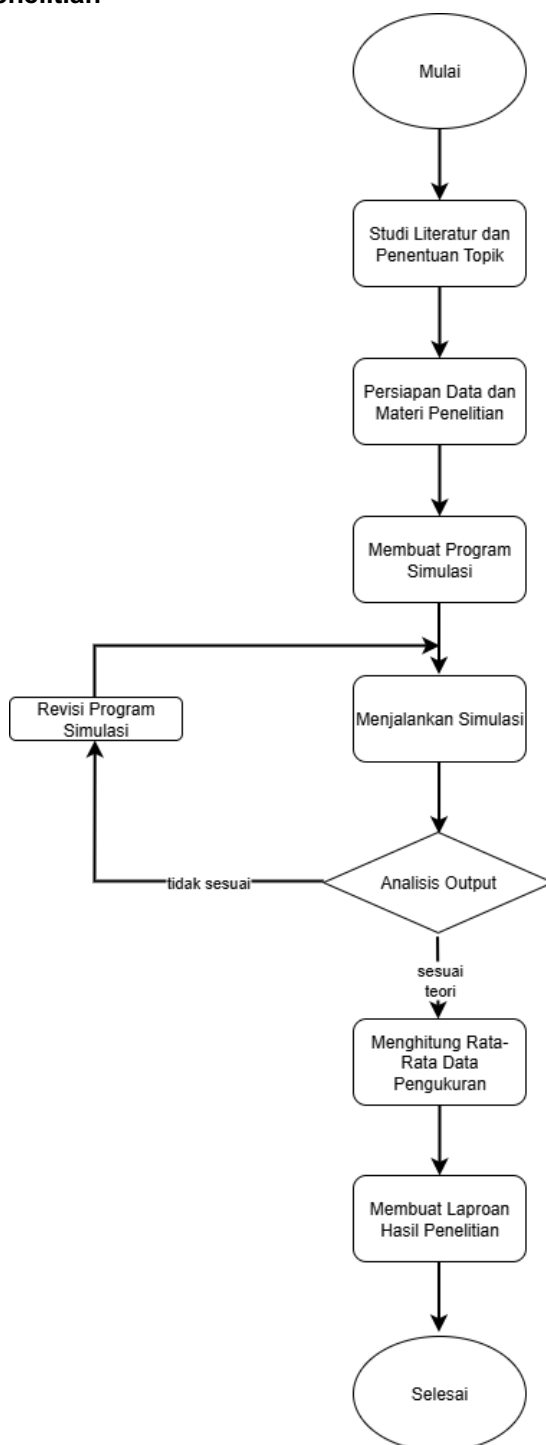 Mulai
Studi Literatur dan
Penentuan Topik
Persiapan Data dan
Materi Penelitian
Membuat Program
Simulasi
Revisi Program
Simulasi
Menjalankan Simulasi
tidak sesuai
Analisis Output
sesuai
teori
Menghitung Rata-
Rata Data
Pengukuran
Membuat Laproan
Hasil Penelitian
Selesai